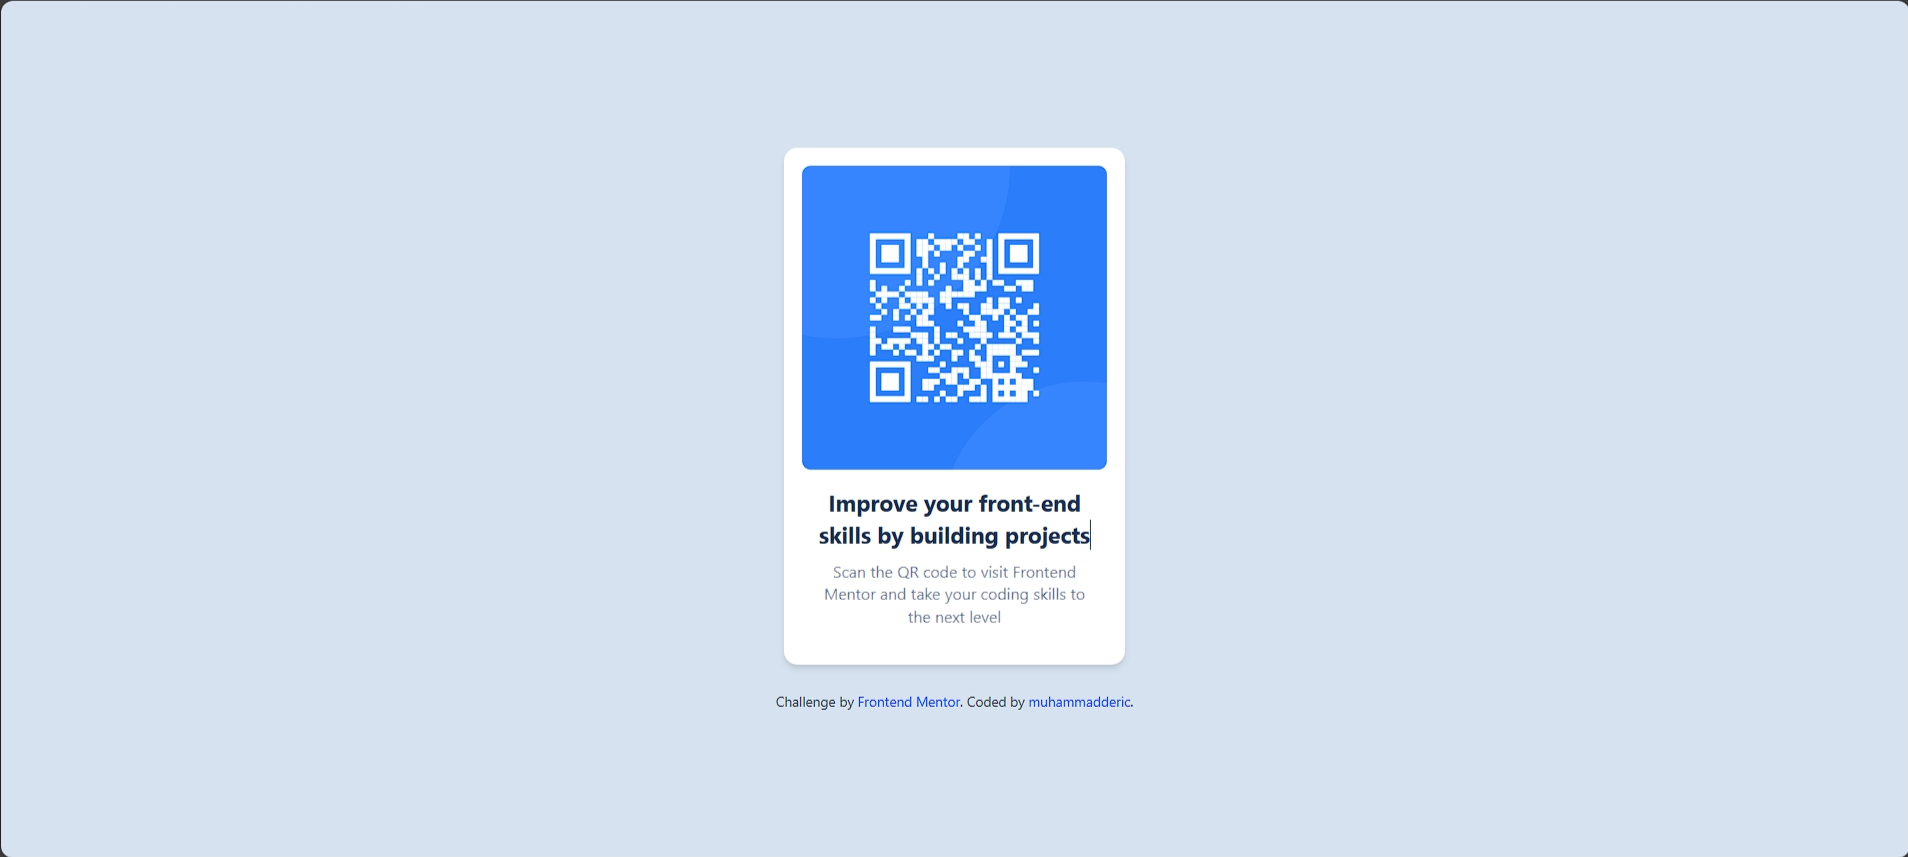 Improve your front-end
skills by building projects
Scan the QR code to visit Frontend
Mentor and take your coding skills to
the next level
Challenge by Frontend Mentor. Coded by muhammadderic.